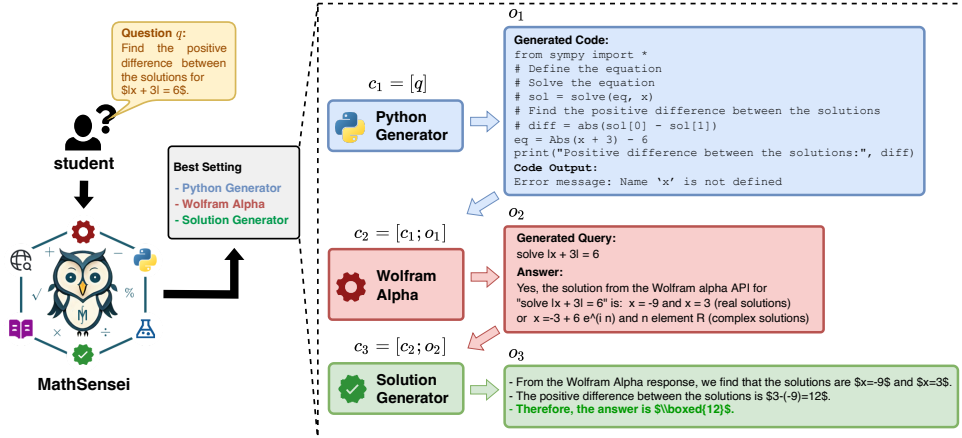 Question q:
Find the positive
difference between
the solutions for
$|x + 3| = 6$.
student
MathSensei
Best Setting
- Python Generator
- Wolfram Alpha
- Solution Generator
c₁ = [q]
Python
Generator
o₁
Generated Code:
from sympy import *
# Define the equation
# Solve the equation
# sol = solve(eq, x)
# Find the positive difference between the solutions
# diff = abs(sol[0] - sol[1])
eq = Abs(x + 3) - 6
print("Positive difference between the solutions:", diff)
Code Output:
Error message: Name ‘x’ is not defined
c₂ = [c₁; o₁]
Wolfram
Alpha
o₂
Generated Query:
solve |x + 3| = 6
Answer:
Yes, the solution from the Wolfram alpha API for
"solve |x + 3| = 6" is: x = -9 and x = 3 (real solutions)
or x =-3 + 6 e^(i n) and n element R (complex solutions)
c₃ = [c₂; o₂]
Solution
Generator
o₃
- From the Wolfram Alpha response, we find that the solutions are $x=-9$ and $x=3$.
- The positive difference between the solutions is $3-(-9)=12$.
- Therefore, the answer is $\\boxed{12}$.